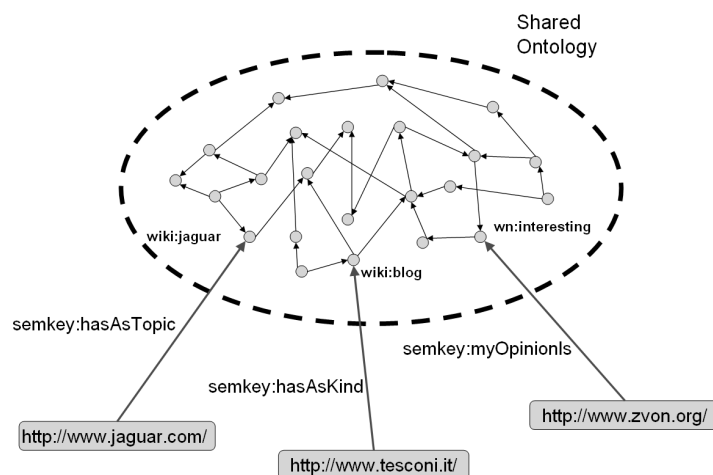 Shared
Ontology
wiki:jaguar
wn:interesting
wiki:blog
semkey:hasAsTopic
semkey:myOpinionIs
semkey:hasAsKind
http://www.zvon.org/
http://www.jaguar.com/
http://www.tesconi.it/